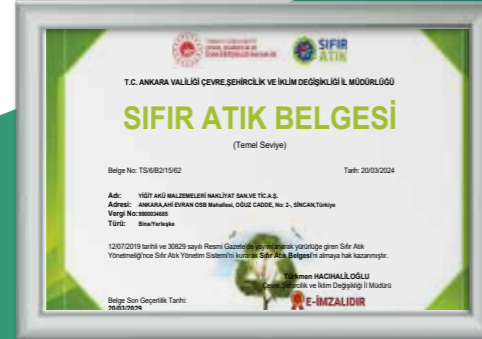 SIFIR
ATIK
T.C. ANKARA VALİLİĞİ ÇEVRE,ŞEHİRCİLİK VE İKLİM DEĞİŞİKLİĞİ İL MÜDÜRLÜĞÜ
SIFIR ATIK BELGESİ
(Temel Seviye)
Belge No: TS/6/B2/15/62 Tarih: 20/03/2024
Adı: YİĞİT AKÜ MALZEMELERİ NAKLİYAT SAN.VE TİC.A.Ş.
Adresi: ANKARA,AHİ EVRAN OSB Mahallesi, OĞUZ CADDE, No: 2-, SİNCAN,Türkiye
Vergi No:9800034685
Türü: Bina/Yerleşke
12/07/2019 tarihli ve 30829 sayılı Resmi Gazete'de yayımlanarak yürürlüğe giren Sıfır Atık
Yönetmeliği'nce Sıfır Atık Yönetim Sistemi'ni kurarak Sıfır Atık Belgesi'ni almaya hak kazanmıştır.
Türkmen HACIHALİLOĞLU
Çevre, Şehircilik ve İklim Değişikliği İl Müdürü
Belge Son Geçerlilik Tarihi:
20/03/2029
E-İMZALIDIR